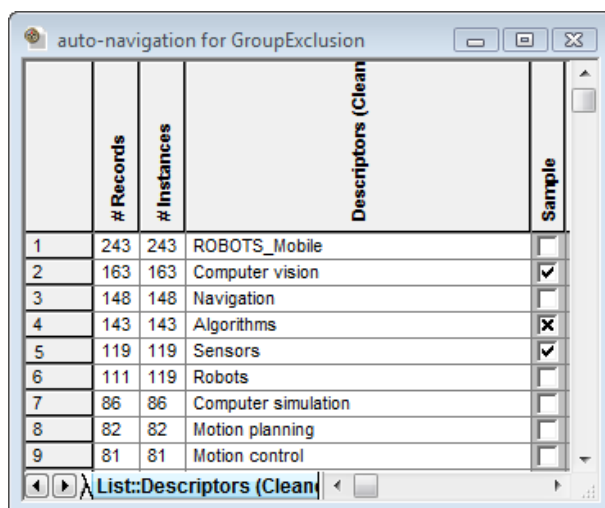 auto-navigation for GroupExclusion
# Records # Instances Descriptors (Clean Sample
1 243 243 ROBOTS_Mobile
2 163 163 Computer vision
3 148 148 Navigation
4 143 143 Algorithms
5 119 119 Sensors
6 111 119 Robots
7 86 86 Computer simulation
8 82 82 Motion planning
9 81 81 Motion control
List::Descriptors (Cleane